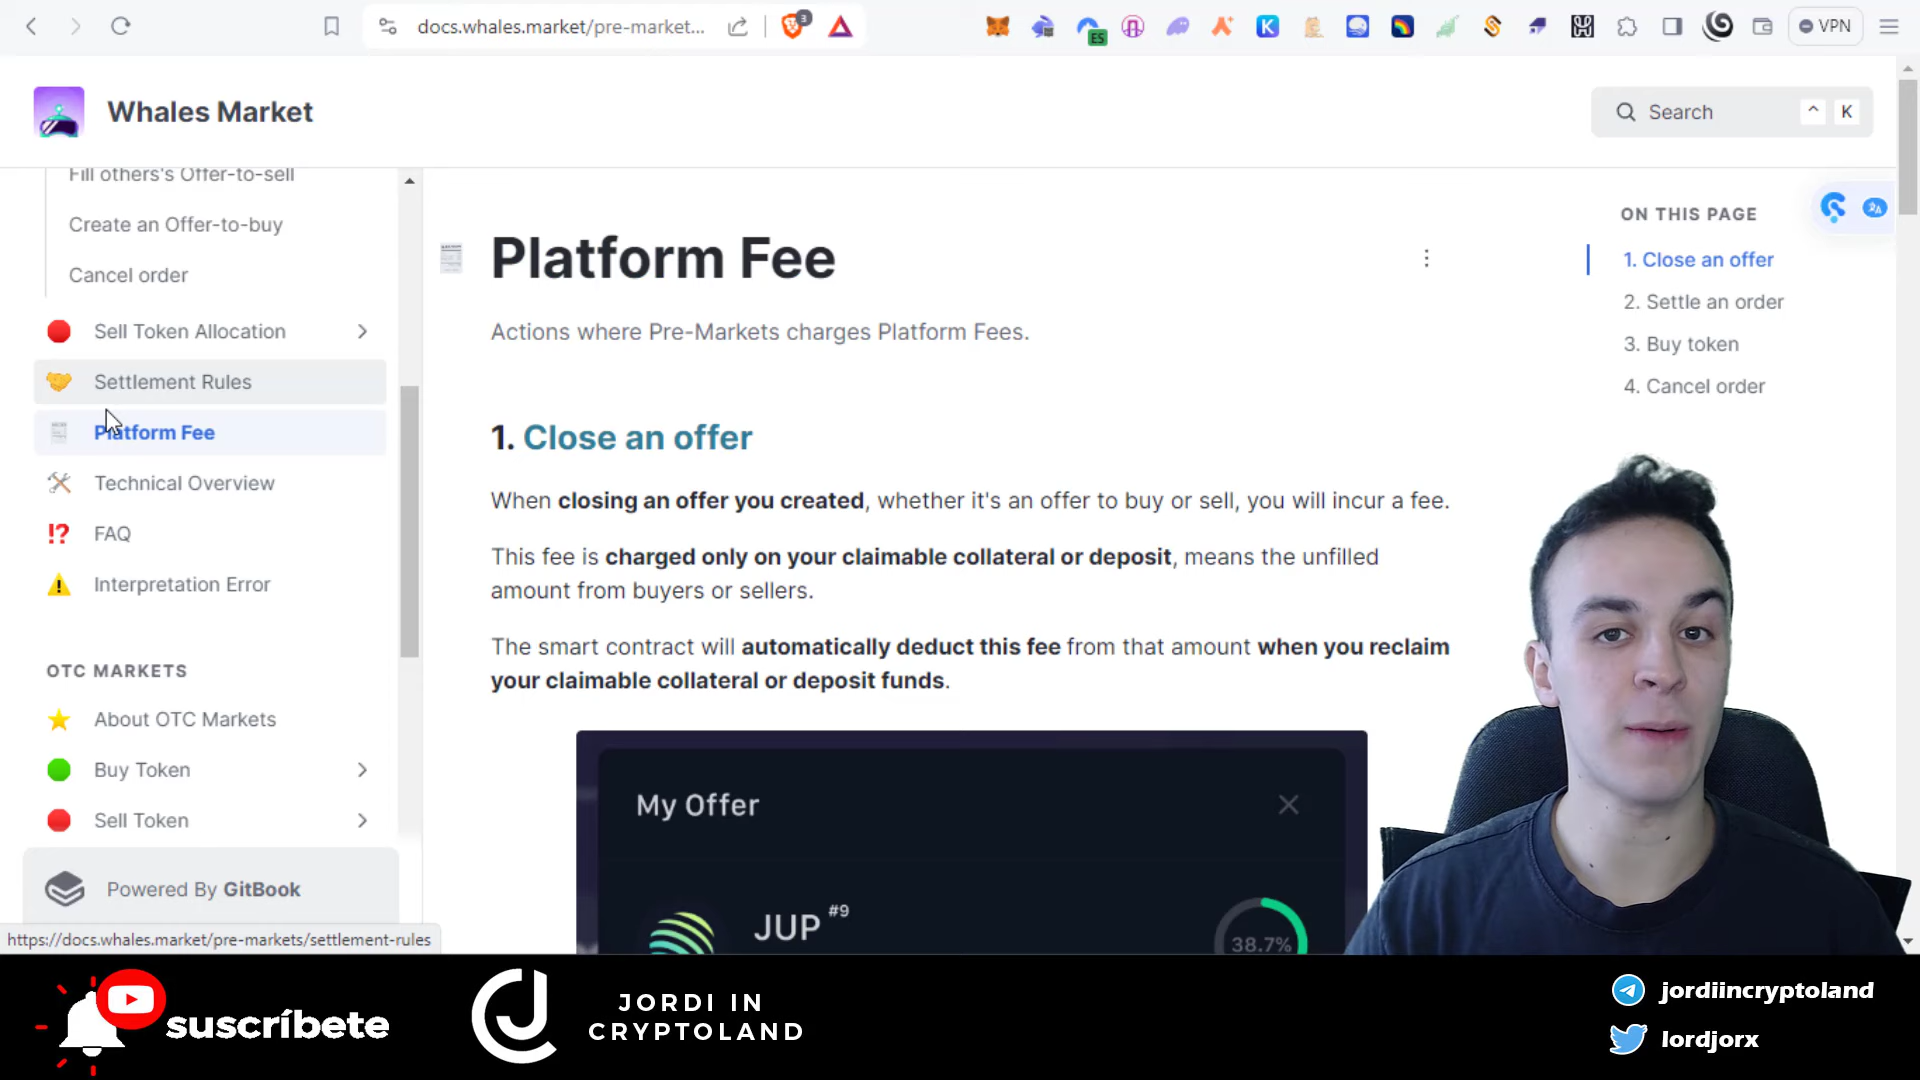 docs.whales.market/pre-market...
3
ES
K
VPN
Whales Market
Search
^ K
Fill others's Offer-to-sell
Create an Offer-to-buy
Cancel order
Sell Token Allocation
Settlement Rules
Platform Fee
Technical Overview
FAQ
Interpretation Error
OTC MARKETS
About OTC Markets
Buy Token
Sell Token
Powered By GitBook
https://docs.whales.market/pre-markets/settlement-rules
Platform Fee
Actions where Pre-Markets charges Platform Fees.
1. Close an offer
When closing an offer you created, whether it's an offer to buy or sell, you will incur a fee.
This fee is charged only on your claimable collateral or deposit, means the unfilled
amount from buyers or sellers.
The smart contract will automatically deduct this fee from that amount when you reclaim
your claimable collateral or deposit funds.
My Offer
JUP #9
38.7%
ON THIS PAGE
1. Close an offer
2. Settle an order
3. Buy token
4. Cancel order
suscríbete
JORDI IN
CRYPTOLAND
jordiincryptoland
lordjorx